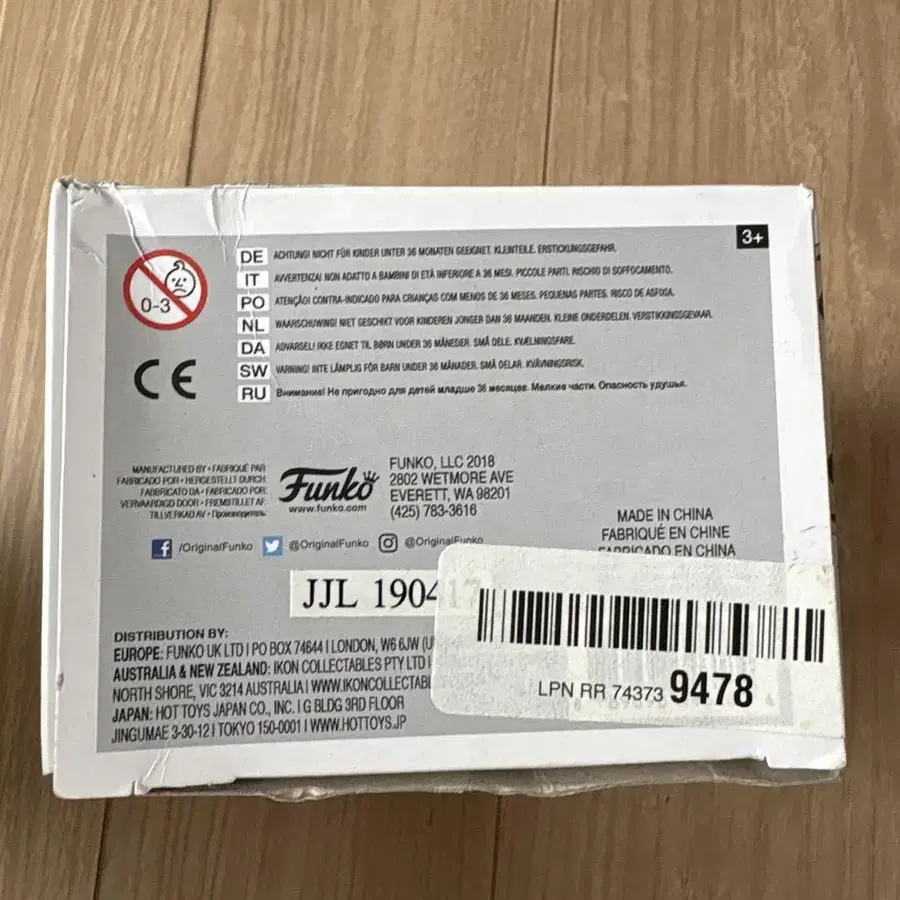 3+
0-3
DE ACHTUNG! NICHT FÜR KINDER UNTER 36 MONATEN GEEIGNET. KLEINTEILE. ERSTICKUNGSGEFAHR.
IT AVVERTENZA! NON ADATTO A BAMBINI DI ETÀ INFERIORE A 36 MESI. PICCOLE PARTI. RISCHIO DI SOFFOCAMENTO.
PO ATENÇÃO! CONTRA-INDICADO PARA CRIANÇAS COM MENOS DE 36 MESES. PEQUENAS PARTES. RISCO DE ASFIXIA.
NL WAARSCHUWING! NIET GESCHIKT VOOR KINDEREN JONGER DAN 36 MAANDEN. KLEINE ONDERDELEN. VERSTIKKINGSGEVAAR.
DA ADVARSEL! IKKE EGNET TIL BØRN UNDER 36 MÅNEDER. SMÅ DELE. KVÆLNINGSFARE.
SW VARNING! INTE LÄMPLIG FÖR BARN UNDER 36 MÅNADER. SMÅ DELAR. KVÄVNINGSRISK.
RU Внимание! Не пригодно для детей младше 36 месяцев. Мелкие части. Опасность удушья.
CE
MANUFACTURED BY • FABRIQUÉ PAR
FABRICADO POR • HERGESTELLT DURCH
FABBRICATO DA • FABRICADO POR:
VERVAARDIGD DOOR • FREMSTILLET AF
TILLVERKAD AV • Производитель
Funko
www.funko.com
FUNKO, LLC 2018
2802 WETMORE AVE
EVERETT, WA 98201
(425) 783-3616
MADE IN CHINA
FABRIQUÉ EN CHINE
FABRICADO EN CHINA
/OriginalFunko @OriginalFunko @OriginalFunko
JJL 190417
DISTRIBUTION BY:
EUROPE: FUNKO UK LTD I PO BOX 74644 I LONDON, W6 6JW (U
AUSTRALIA & NEW ZEALAND: IKON COLLECTABLES PTY LTD I
NORTH SHORE, VIC 3214 AUSTRALIA I WWW.IKONCOLLECTABL
JAPAN: HOT TOYS JAPAN CO., INC. I G BLDG 3RD FLOOR
JINGUMAE 3-30-12 I TOKYO 150-0001 I WWW.HOTTOYS.JP
LPN RR 74373 9478